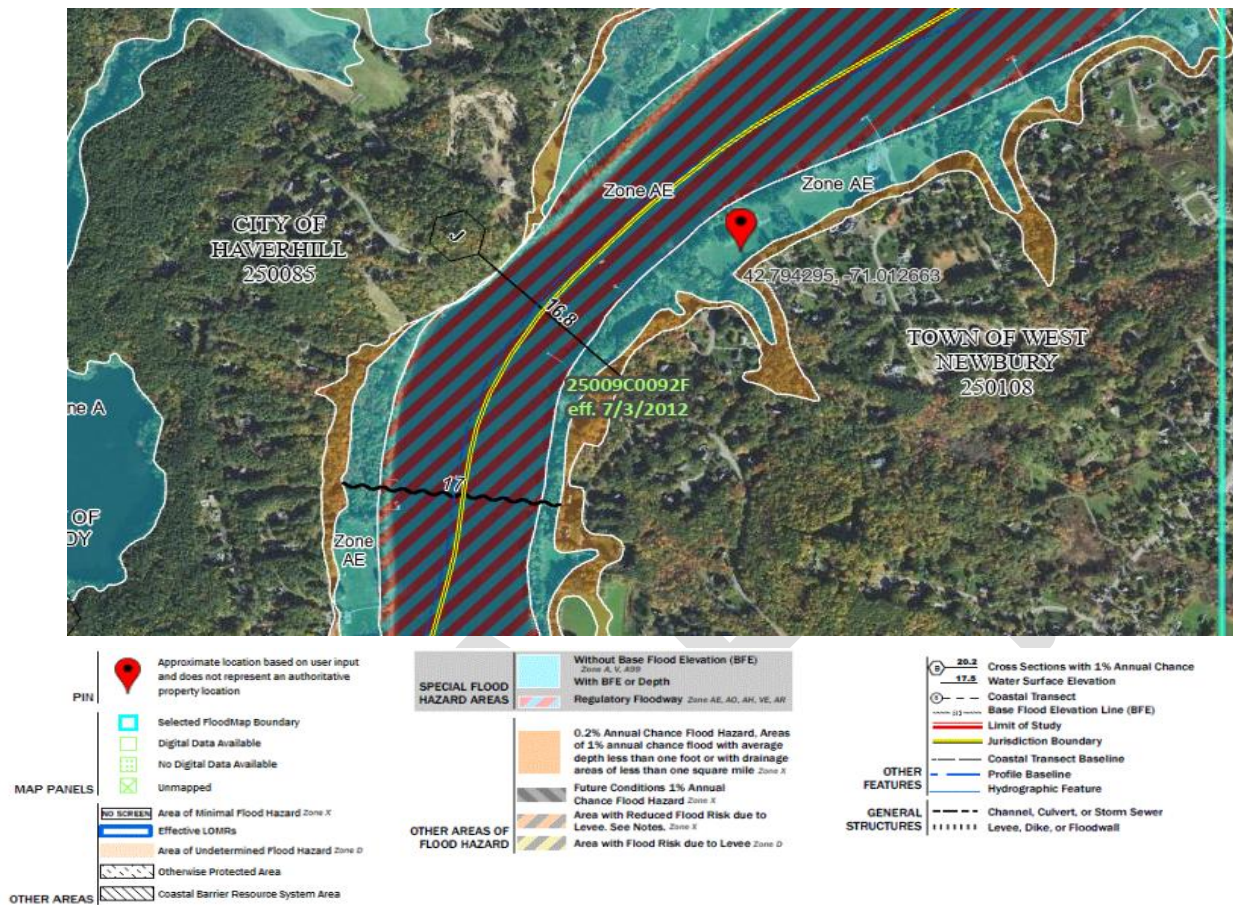 Zone AE
Zone AE
CITY OF
HAVERHILL
250085
42.794295, -71.012663
16.8
TOWN OF WEST
NEWBURY
250108
25009C0092F
eff. 7/3/2012
ne A
17
OF
DY
Zone
AE
PIN
Approximate location based on user input
and does not represent an authoritative
property location
MAP PANELS
Selected FloodMap Boundary
Digital Data Available
No Digital Data Available
Unmapped
OTHER AREAS
NO SCREEN Area of Minimal Flood Hazard Zone X
Effective LOMRs
Area of Undetermined Flood Hazard Zone D
Otherwise Protected Area
Coastal Barrier Resource System Area
SPECIAL FLOOD
HAZARD AREAS
Without Base Flood Elevation (BFE)
Zone A, V, A99
With BFE or Depth
Regulatory Floodway Zone AE, AO, AH, VE, AR
OTHER AREAS OF
FLOOD HAZARD
0.2% Annual Chance Flood Hazard, Areas
of 1% annual chance flood with average
depth less than one foot or with drainage
areas of less than one square mile Zone X
Future Conditions 1% Annual
Chance Flood Hazard Zone X
Area with Reduced Flood Risk due to
Levee. See Notes. Zone X
Area with Flood Risk due to Levee Zone D
OTHER
FEATURES
B 20.2 Cross Sections with 1% Annual Chance
17.5 Water Surface Elevation
Coastal Transect
Base Flood Elevation Line (BFE)
Limit of Study
Jurisdiction Boundary
Coastal Transect Baseline
Profile Baseline
Hydrographic Feature
GENERAL
STRUCTURES
Channel, Culvert, or Storm Sewer
Levee, Dike, or Floodwall